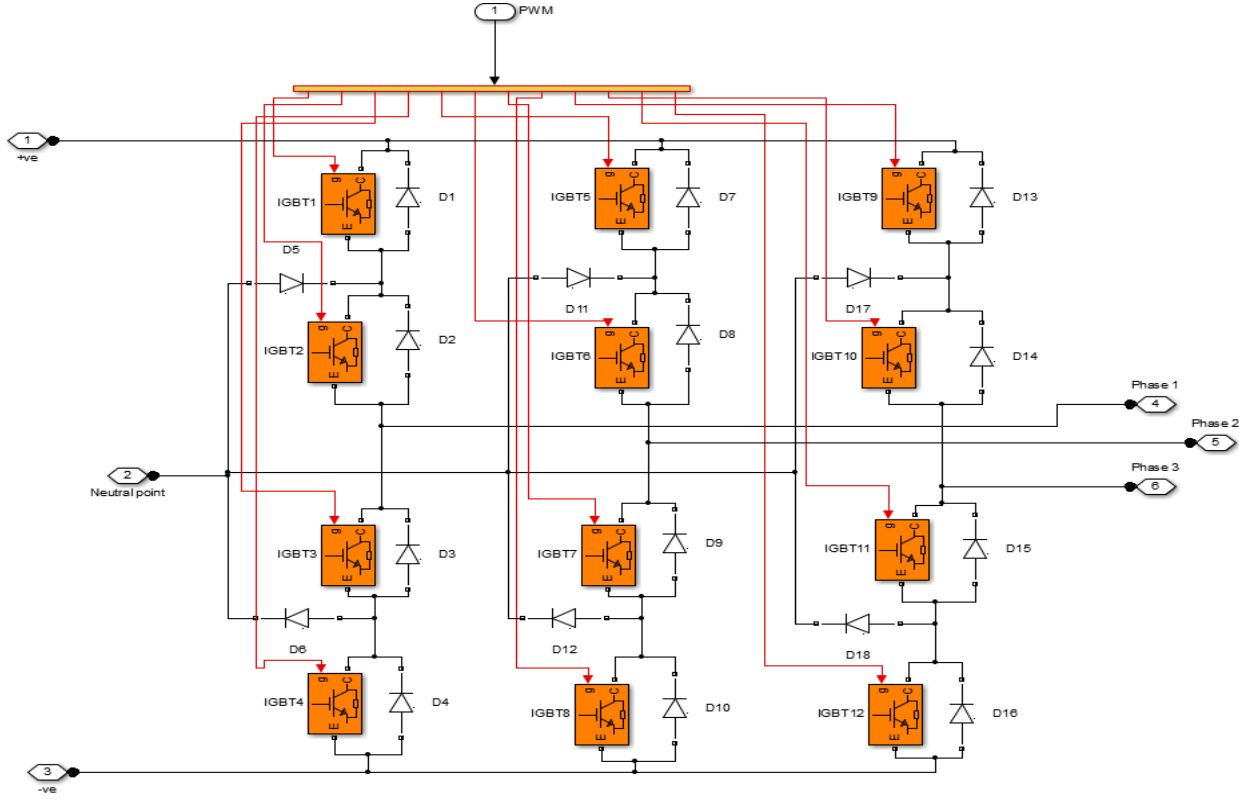 1 PWM
1
+ve
g C E
IGBT1
D1
g C E
IGBT5
D7
g C E
IGBT9
D13
D5
D11
D17
g C E
IGBT2
D2
g C E
IGBT6
D8
g C E
IGBT10
D14
Phase 1
4
Phase 2
5
2
Neutral point
Phase 3
6
g C E
IGBT3
D3
g C E
IGBT7
D9
g C E
IGBT11
D15
D6
D12
D18
g C E
IGBT4
D4
g C E
IGBT8
D10
g C E
IGBT12
D16
3
-ve